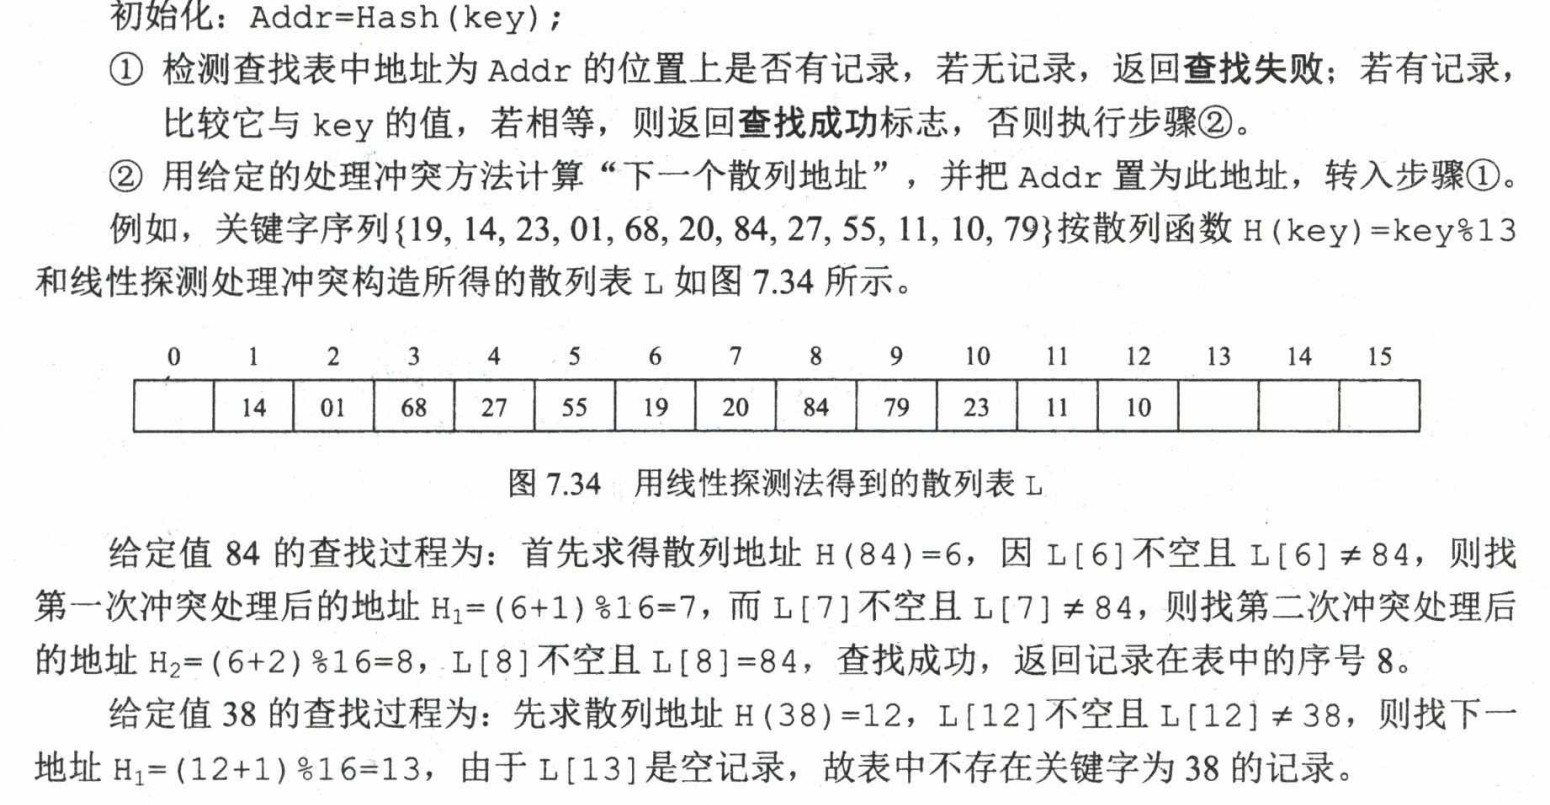 初始化：Addr=Hash(key);
① 检测查找表中地址为 Addr 的位置上是否有记录，若无记录，返回查找失败；若有记录，
比较它与 key 的值，若相等，则返回查找成功标志，否则执行步骤②。
② 用给定的处理冲突方法计算“下一个散列地址”，并把 Addr 置为此地址，转入步骤①。
例如，关键字序列{19, 14, 23, 01, 68, 20, 84, 27, 55, 11, 10, 79}按散列函数 H(key)=key%13
和线性探测处理冲突构造所得的散列表 L 如图 7.34 所示。
0 1 2 3 4 5 6 7 8 9 10 11 12 13 14 15
14 01 68 27 55 19 20 84 79 23 11 10
图 7.34 用线性探测法得到的散列表 L
给定值 84 的查找过程为：首先求得散列地址 H(84)=6，因 L[6]不空且 L[6]≠84，则找
第一次冲突处理后的地址 H₁=(6+1)%16=7，而 L[7]不空且 L[7]≠84，则找第二次冲突处理后
的地址 H₂=(6+2)%16=8，L[8]不空且 L[8]=84，查找成功，返回记录在表中的序号 8。
给定值 38 的查找过程为：先求散列地址 H(38)=12，L[12]不空且 L[12]≠38，则找下一
地址 H₁=(12+1)%16=13，由于 L[13]是空记录，故表中不存在关键字为 38 的记录。